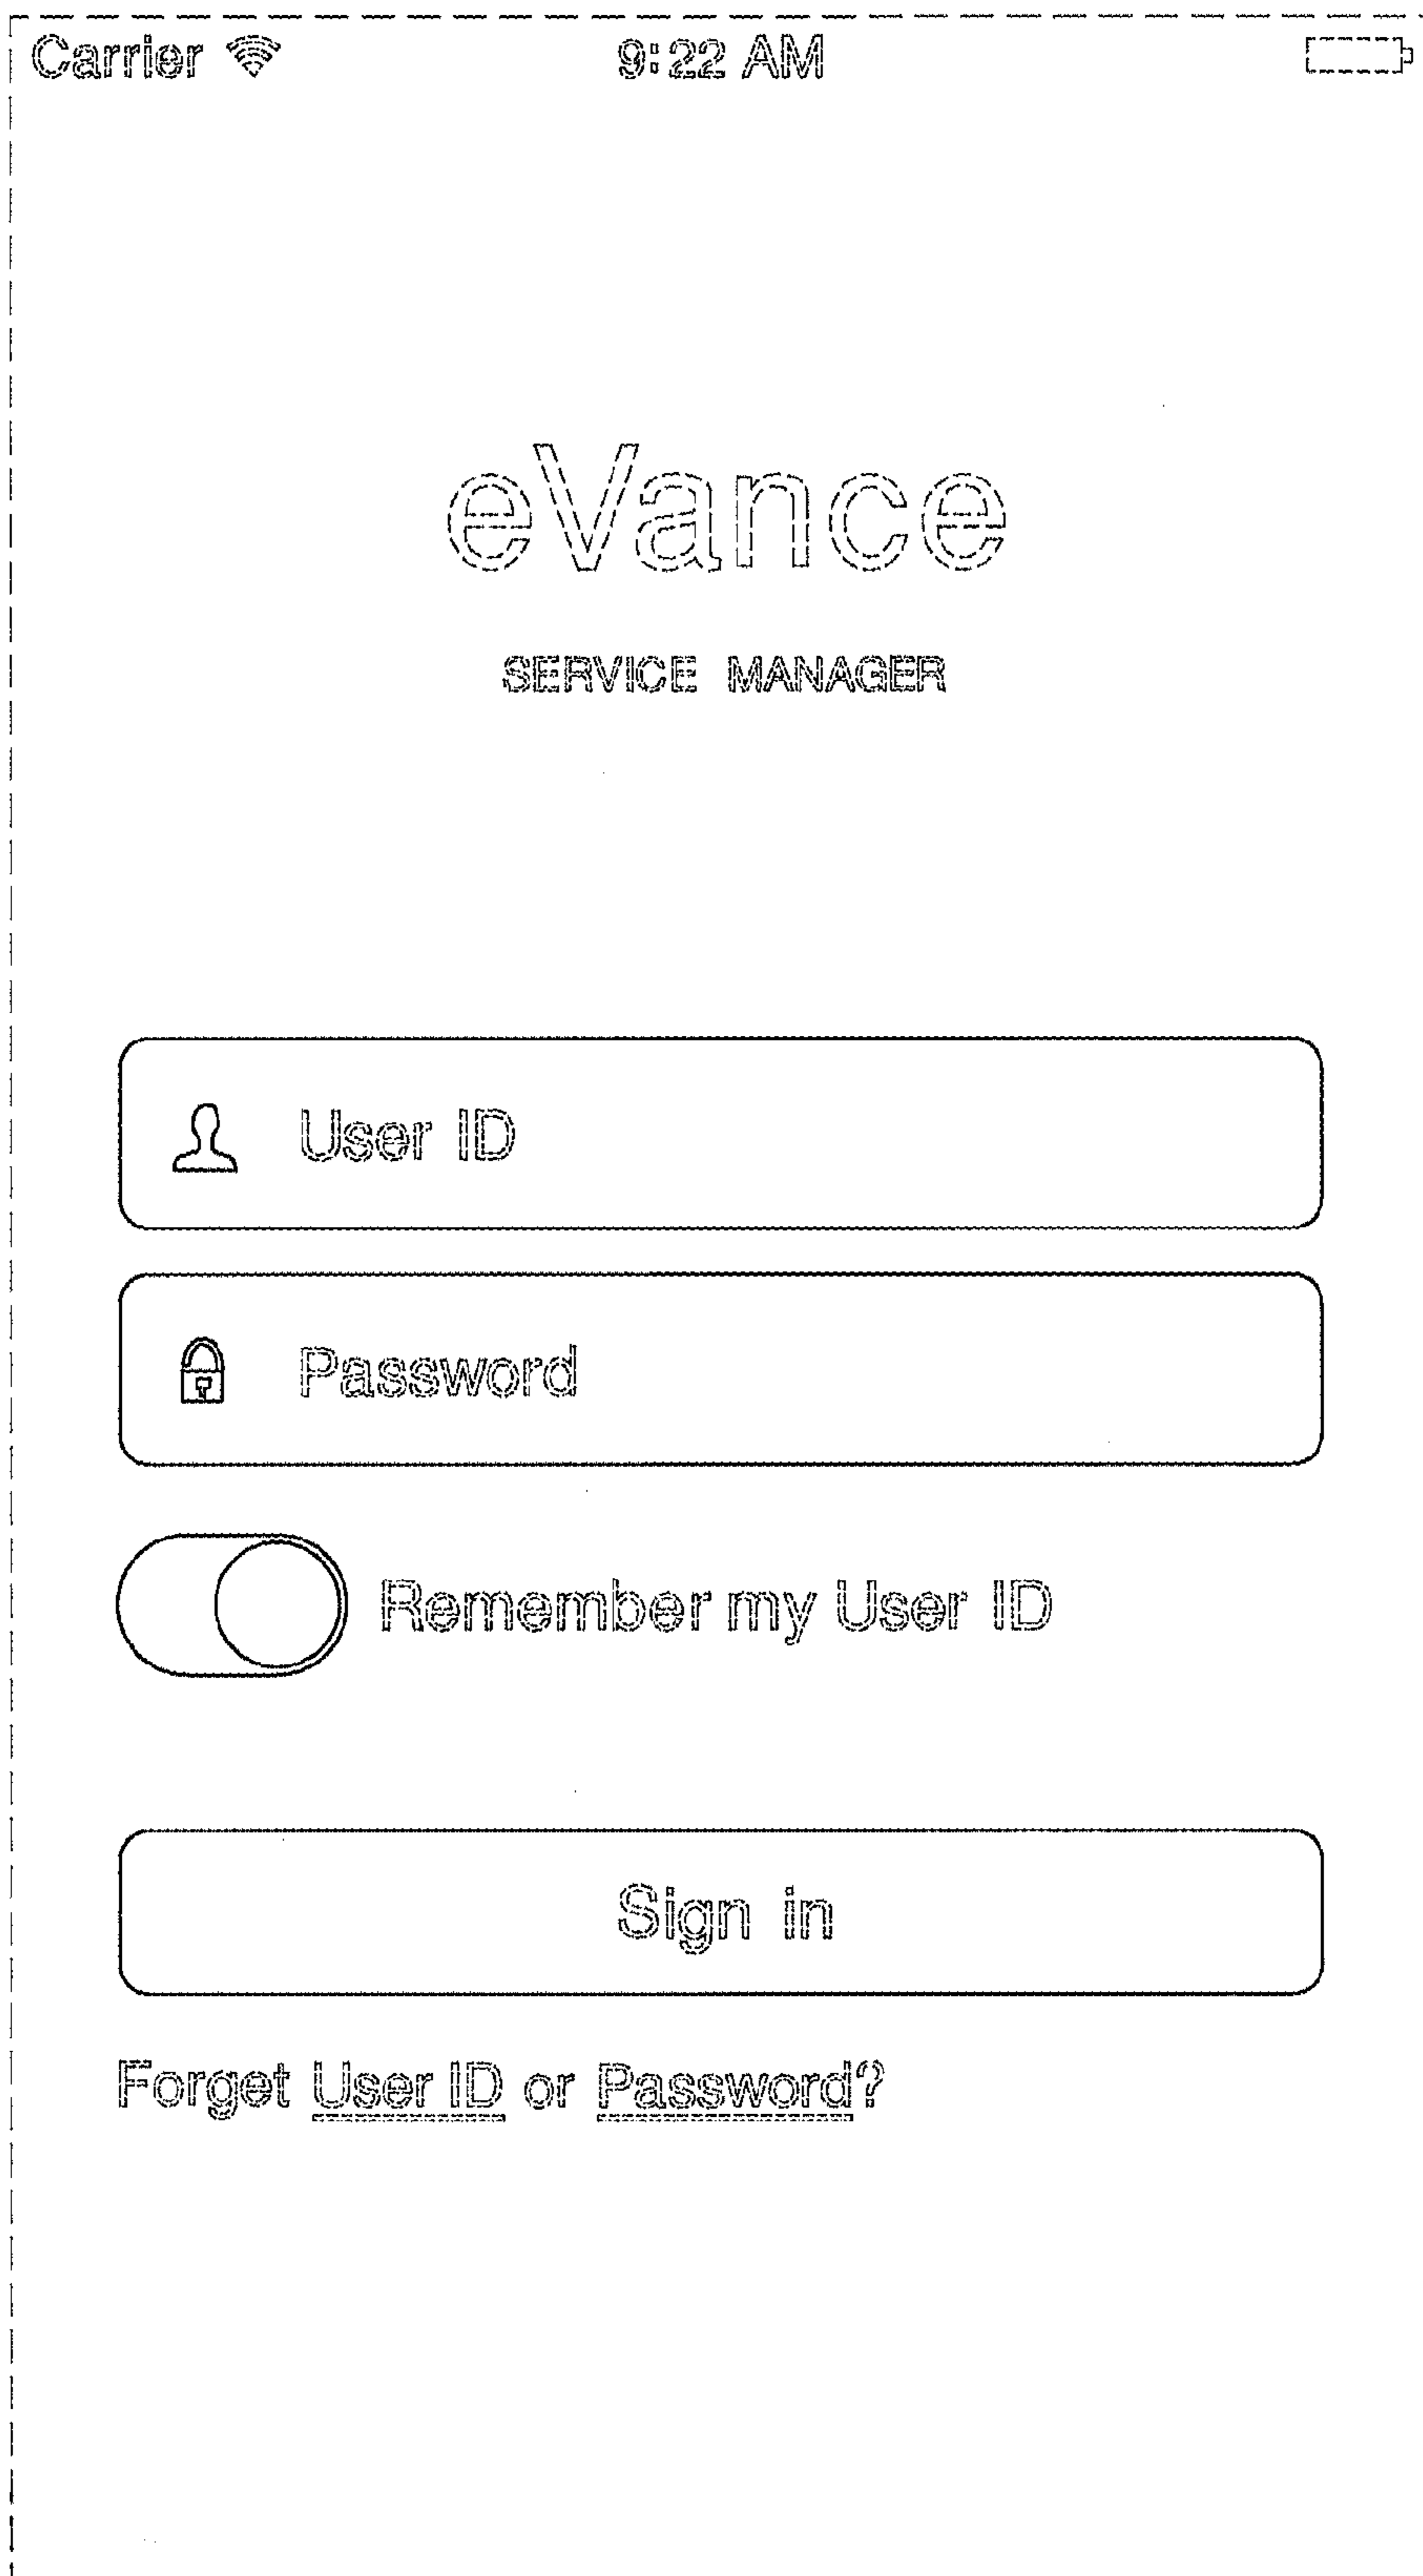 Carrier 9:22 AM
eVance
SERVICE MANAGER
User ID
Password
Remember my User ID
Sign in
Forget User ID or Password?